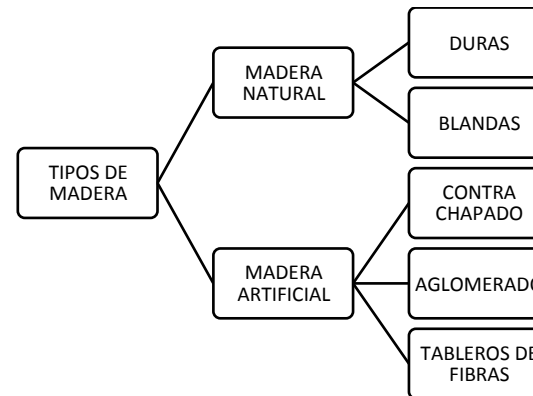 DURAS
MADERA
NATURAL
BLANDAS
TIPOS DE
MADERA
CONTRA
CHAPADO
MADERA
ARTIFICIAL
AGLOMERADO
TABLEROS DE
FIBRAS